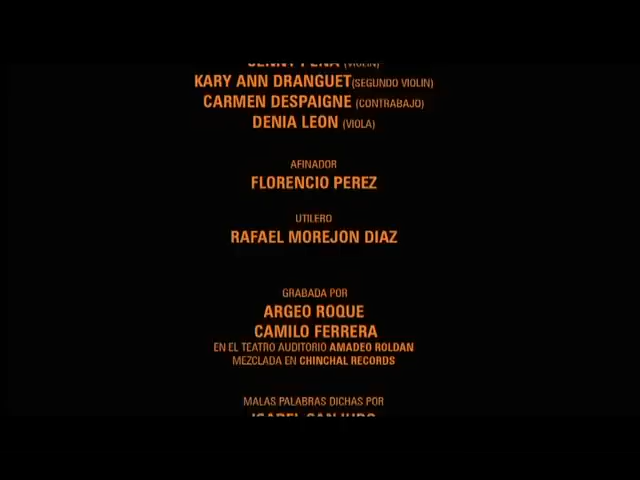 KARY ANN DRANGUET(SEGUNDO VIOLIN)
CARMEN DESPAIGNE (CONTRABAJO)
DENIA LEON (VIOLA)
AFINADOR
FLORENCIO PEREZ
UTILERO
RAFAEL MOREJON DIAZ
GRABADA POR
ARGEO ROQUE
CAMILO FERRERA
EN EL TEATRO AUDITORIO AMADEO ROLDAN
MEZCLADA EN CHINCHAL RECORDS
MALAS PALABRAS DICHAS POR